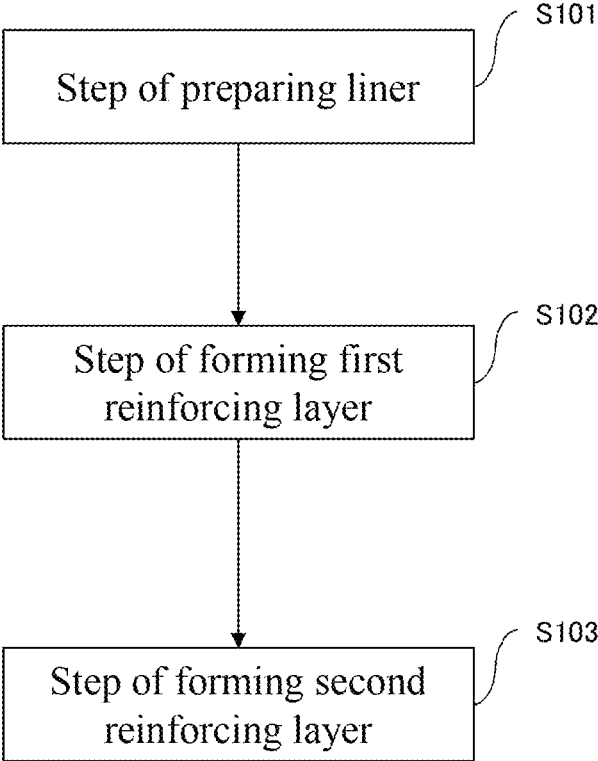 S101
Step of preparing liner
S102
Step of forming first
reinforcing layer
S103
Step of forming second
reinforcing layer